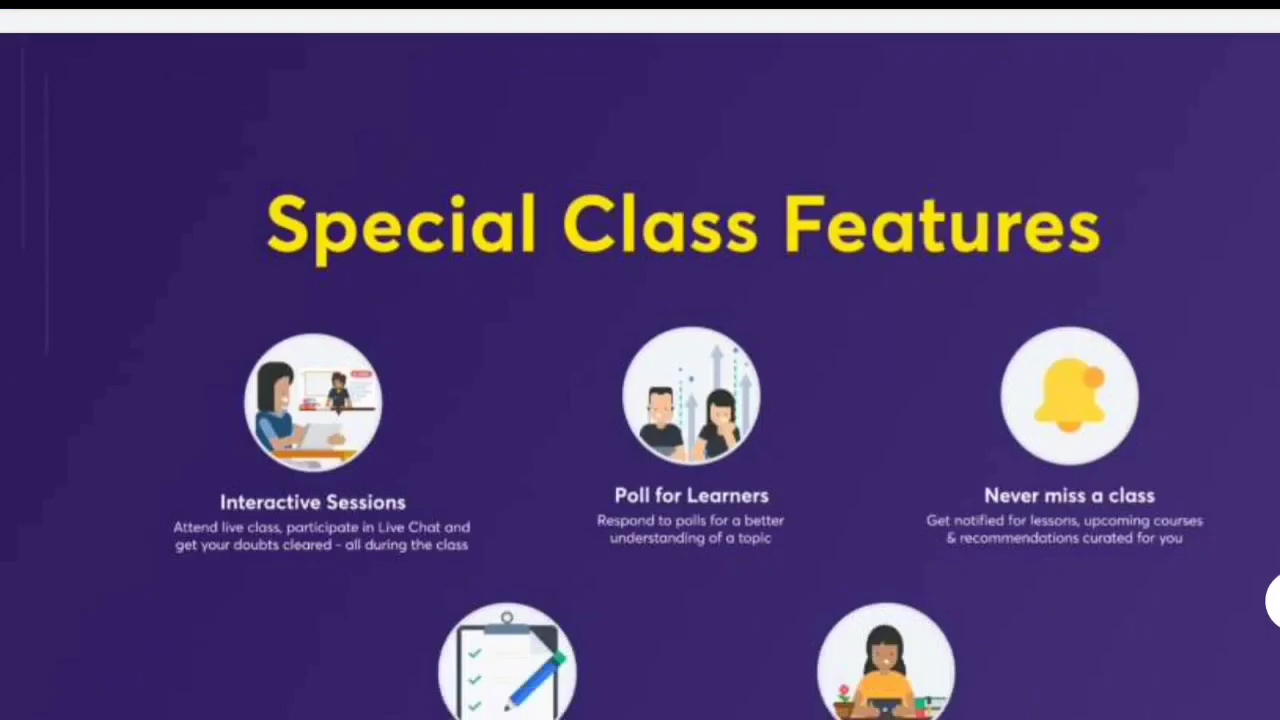 Special Class Features
Interactive Sessions
Attend live class, participate in Live Chat and
get your doubts cleared - all during the class
Poll for Learners
Respond to polls for a better
understanding of a topic
Never miss a class
Get notified for lessons, upcoming courses
& recommendations curated for you